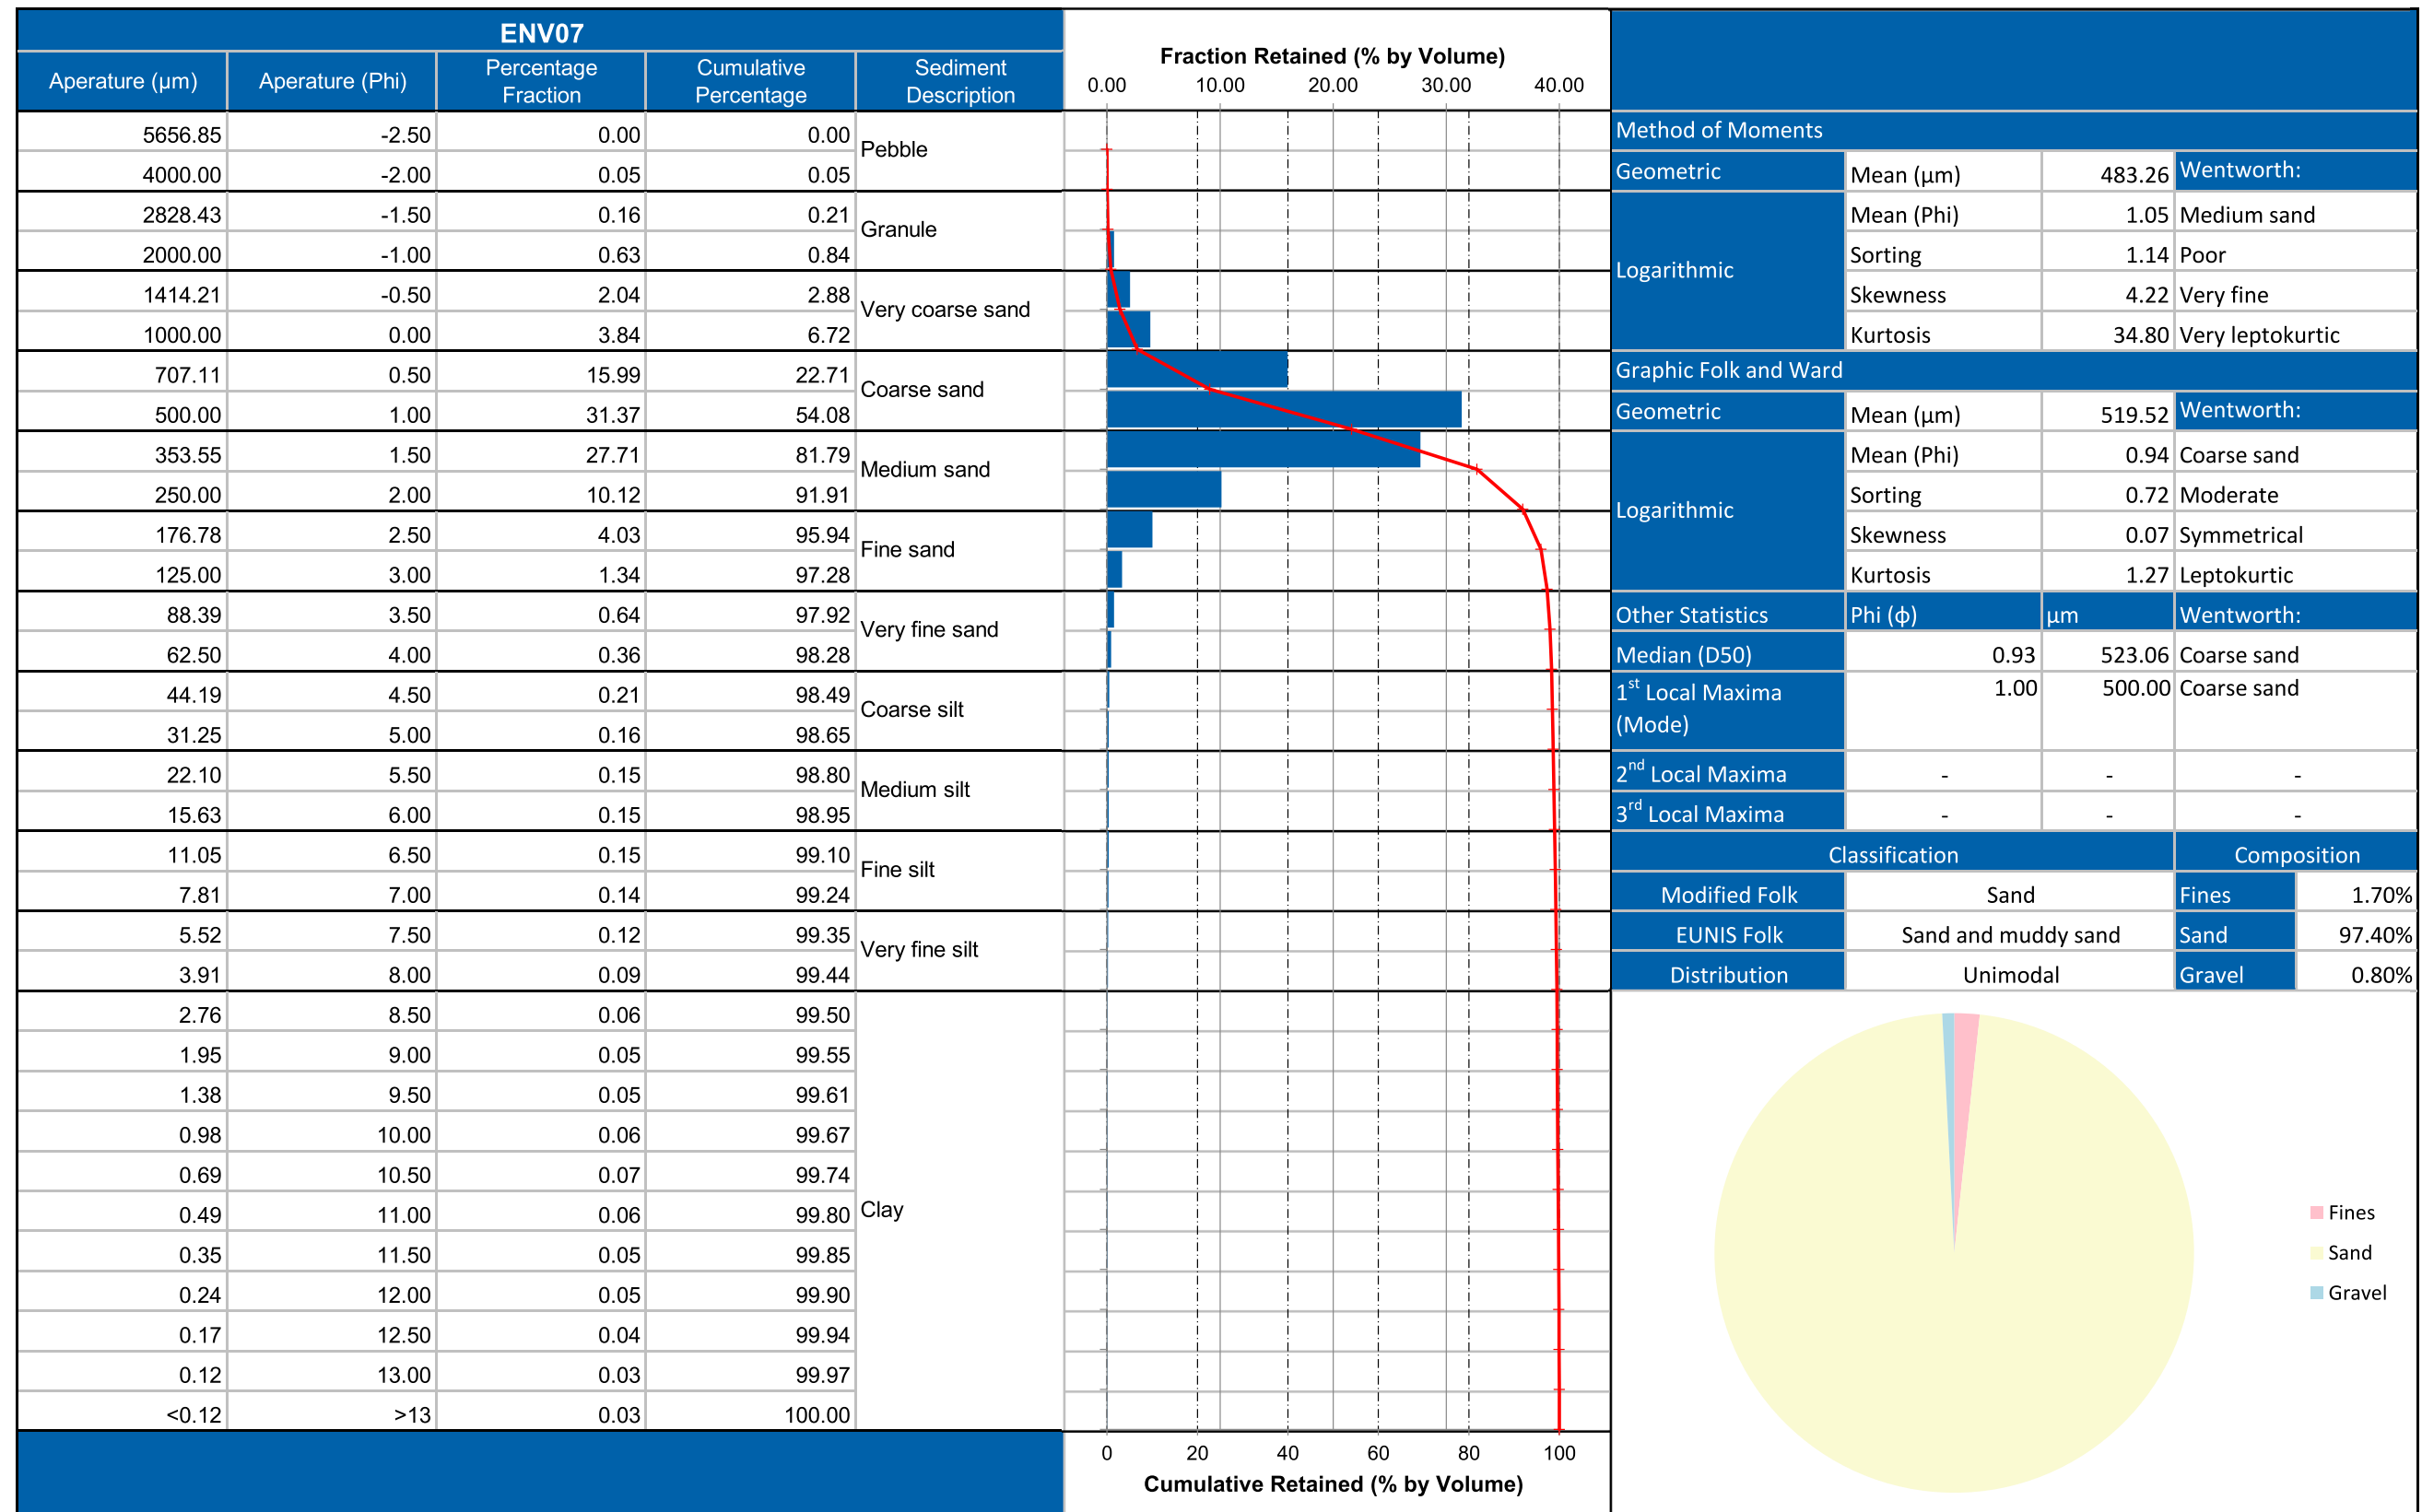 ENV07
Aperature (µm) Aperature (Phi) Percentage Fraction Cumulative Percentage Sediment Description
5656.85 -2.50 0.00 0.00 Pebble
4000.00 -2.00 0.05 0.05
2828.43 -1.50 0.16 0.21 Granule
2000.00 -1.00 0.63 0.84
1414.21 -0.50 2.04 2.88 Very coarse sand
1000.00 0.00 3.84 6.72
707.11 0.50 15.99 22.71 Coarse sand
500.00 1.00 31.37 54.08
353.55 1.50 27.71 81.79 Medium sand
250.00 2.00 10.12 91.91
176.78 2.50 4.03 95.94 Fine sand
125.00 3.00 1.34 97.28
88.39 3.50 0.64 97.92 Very fine sand
62.50 4.00 0.36 98.28
44.19 4.50 0.21 98.49 Coarse silt
31.25 5.00 0.16 98.65
22.10 5.50 0.15 98.80 Medium silt
15.63 6.00 0.15 98.95
11.05 6.50 0.15 99.10 Fine silt
7.81 7.00 0.14 99.24
5.52 7.50 0.12 99.35 Very fine silt
3.91 8.00 0.09 99.44
2.76 8.50 0.06 99.50
1.95 9.00 0.05 99.55
1.38 9.50 0.05 99.61
0.98 10.00 0.06 99.67
0.69 10.50 0.07 99.74
0.49 11.00 0.06 99.80 Clay
0.35 11.50 0.05 99.85
0.24 12.00 0.05 99.90
0.17 12.50 0.04 99.94
0.12 13.00 0.03 99.97
<0.12 >13 0.03 100.00
Fraction Retained (% by Volume)
0.00 10.00 20.00 30.00 40.00
0 20 40 60 80 100
Cumulative Retained (% by Volume)
Method of Moments
Geometric Mean (µm) 483.26 Wentworth:
Logarithmic Mean (Phi) 1.05 Medium sand
Sorting 1.14 Poor
Skewness 4.22 Very fine
Kurtosis 34.80 Very leptokurtic
Graphic Folk and Ward
Geometric Mean (µm) 519.52 Wentworth:
Logarithmic Mean (Phi) 0.94 Coarse sand
Sorting 0.72 Moderate
Skewness 0.07 Symmetrical
Kurtosis 1.27 Leptokurtic
Other Statistics Phi (ϕ) µm Wentworth:
Median (D50) 0.93 523.06 Coarse sand
1st Local Maxima 1.00 500.00 Coarse sand
(Mode)
2nd Local Maxima - - -
3rd Local Maxima - - -
Classification Composition
Modified Folk Sand Fines 1.70%
EUNIS Folk Sand and muddy sand Sand 97.40%
Distribution Unimodal Gravel 0.80%
Fines
Sand
Gravel